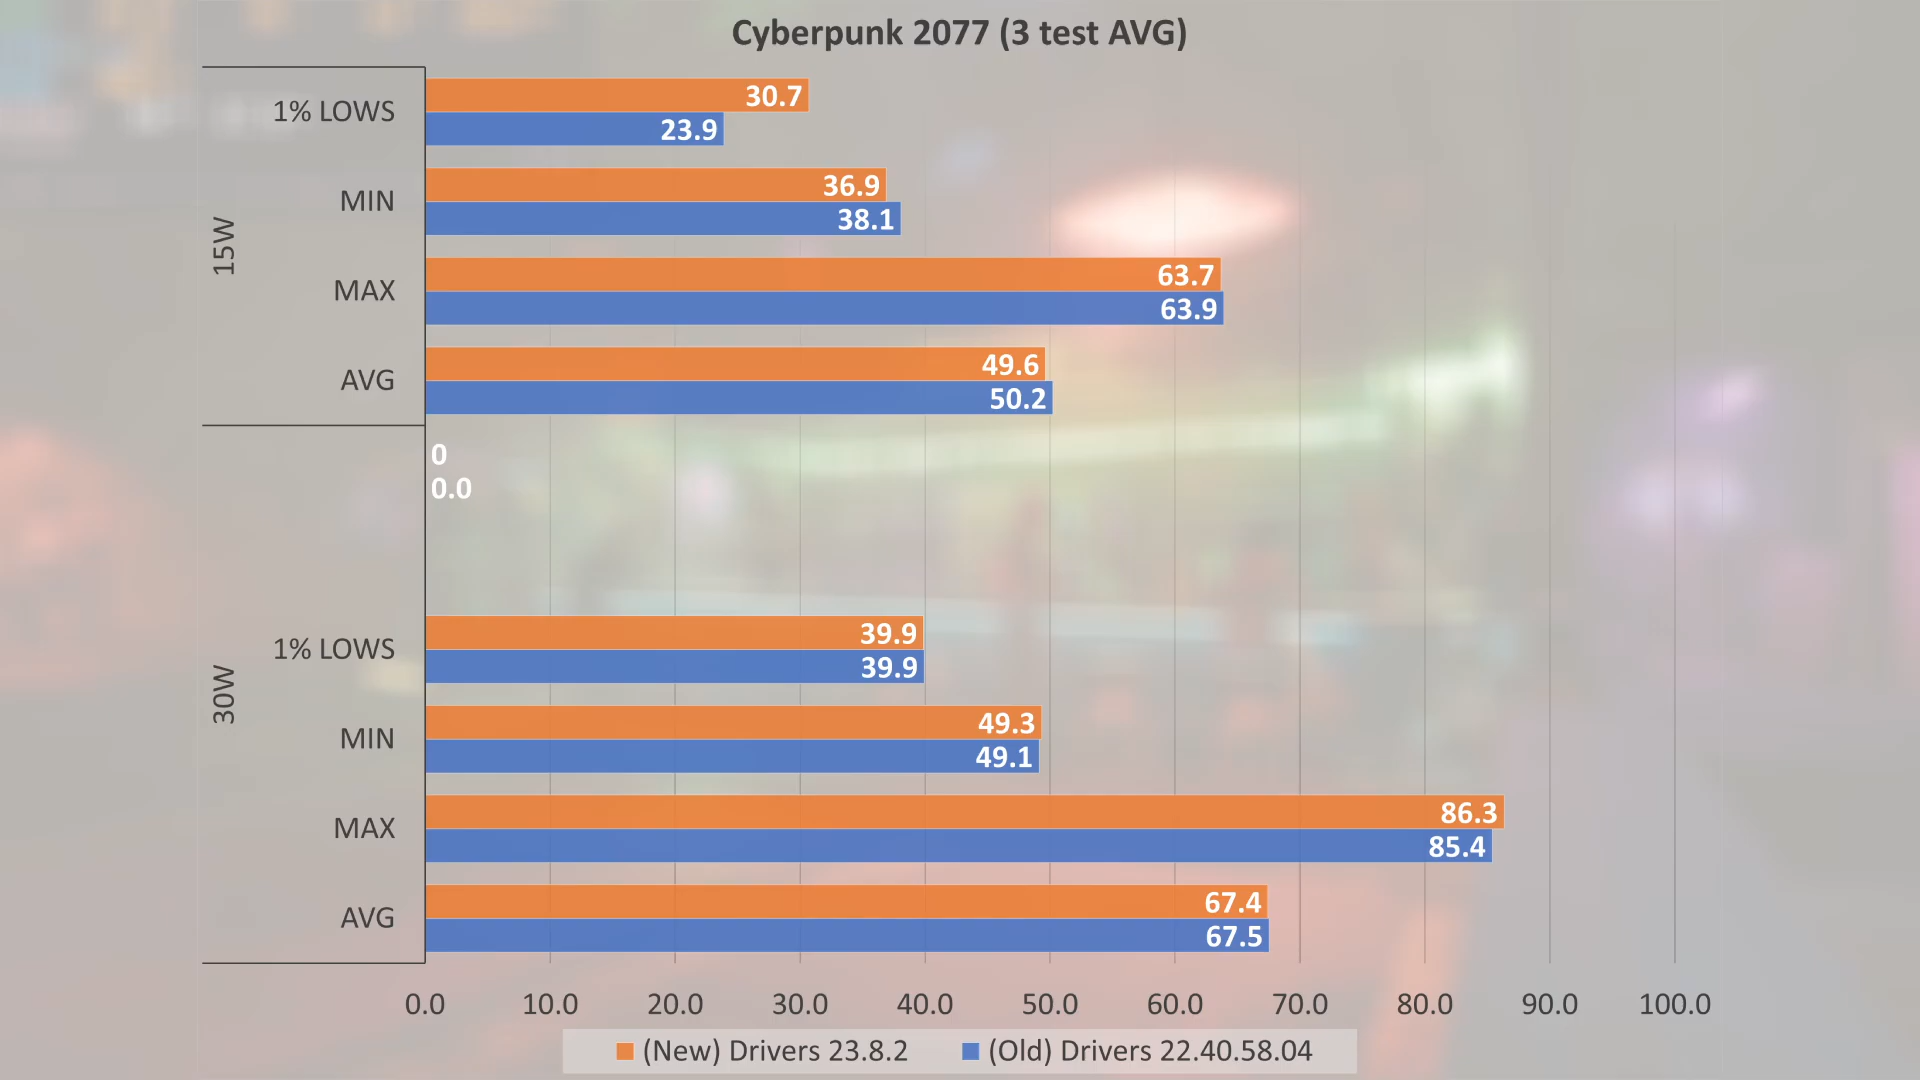 Cyberpunk 2077 (3 test AVG)
15W
1% LOWS
30.7
23.9
MIN
36.9
38.1
MAX
63.7
63.9
AVG
49.6
50.2
0
0.0
30W
1% LOWS
39.9
39.9
MIN
49.3
49.1
MAX
86.3
85.4
AVG
67.4
67.5
0.0 10.0 20.0 30.0 40.0 50.0 60.0 70.0 80.0 90.0 100.0
(New) Drivers 23.8.2 (Old) Drivers 22.40.58.04